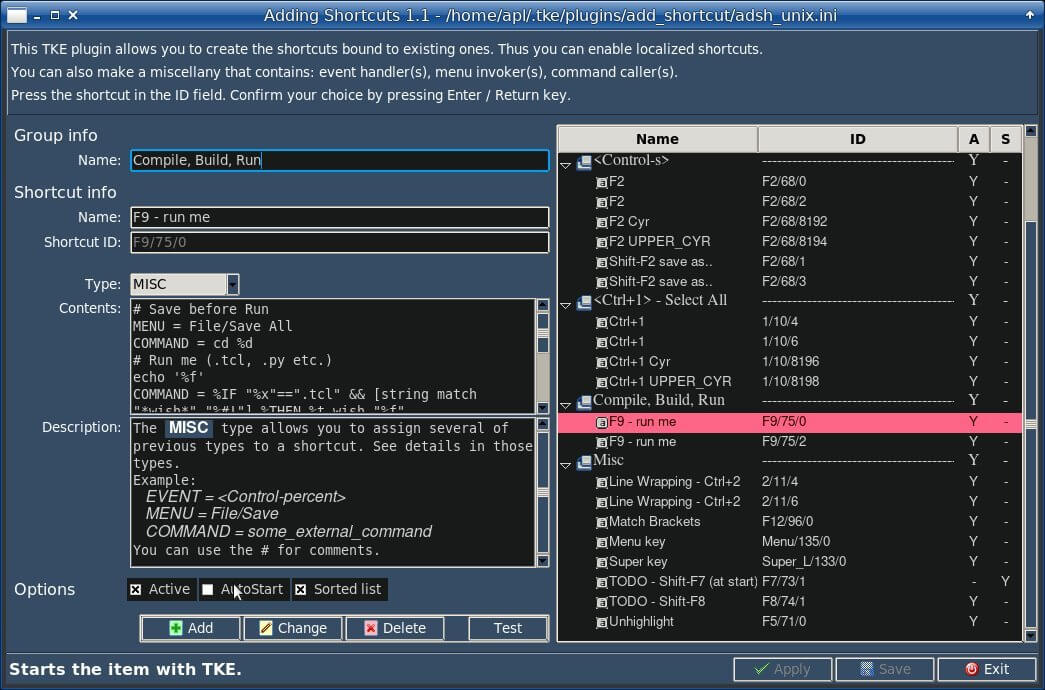 Adding Shortcuts 1.1 - /home/apl/.tke/plugins/add_shortcut/adsh_unix.ini
This TKE plugin allows you to create the shortcuts bound to existing ones. Thus you can enable localized shortcuts.
You can also make a miscellany that contains: event handler(s), menu invoker(s), command caller(s).
Press the shortcut in the ID field. Confirm your choice by pressing Enter / Return key.
Group info
Name: Compile, Build, Run
Shortcut info
Name: F9 - run me
Shortcut ID: F9/75/0
Type: MISC
Contents: # Save before Run
MENU = File/Save All
COMMAND = cd %d
# Run me (.tcl, .py etc.)
echo '%f'
COMMAND = %IF "%x"==".tcl" && [string match
"*wish*" "%#!"] %THEN %t wish "%f"
Description: The MISC type allows you to assign several of
previous types to a shortcut. See details in those
types.
Example:
EVENT = <Control-percent>
MENU = File/Save
COMMAND = some_external_command
You can use the # for comments.
Options Active AutoStart Sorted list
Add Change Delete Test
Name ID A S
<Control-s> ---------------------------------------- Y -
F2 F2/68/0 Y -
F2 F2/68/2 Y -
F2 Cyr F2/68/8192 Y -
F2 UPPER_CYR F2/68/8194 Y -
Shift-F2 save as.. F2/68/1 Y -
Shift-F2 save as.. F2/68/3 Y -
<Ctrl+1> - Select All ---------------------------------------- Y -
Ctrl+1 1/10/4 Y -
Ctrl+1 1/10/6 Y -
Ctrl+1 Cyr 1/10/8196 Y -
Ctrl+1 UPPER_CYR 1/10/8198 Y -
Compile, Build, Run ---------------------------------------- Y -
F9 - run me F9/75/0 Y -
F9 - run me F9/75/2 Y -
Misc ---------------------------------------- Y -
Line Wrapping - Ctrl+2 2/11/4 Y -
Line Wrapping - Ctrl+2 2/11/6 Y -
Match Brackets F12/96/0 Y -
Menu key Menu/135/0 Y -
Super key Super_L/133/0 Y -
TODO - Shift-F7 (at start) F7/73/1 - Y
TODO - Shift-F8 F8/74/1 Y -
Unhighlight F5/71/0 Y -
Starts the item with TKE.
Apply Save Exit